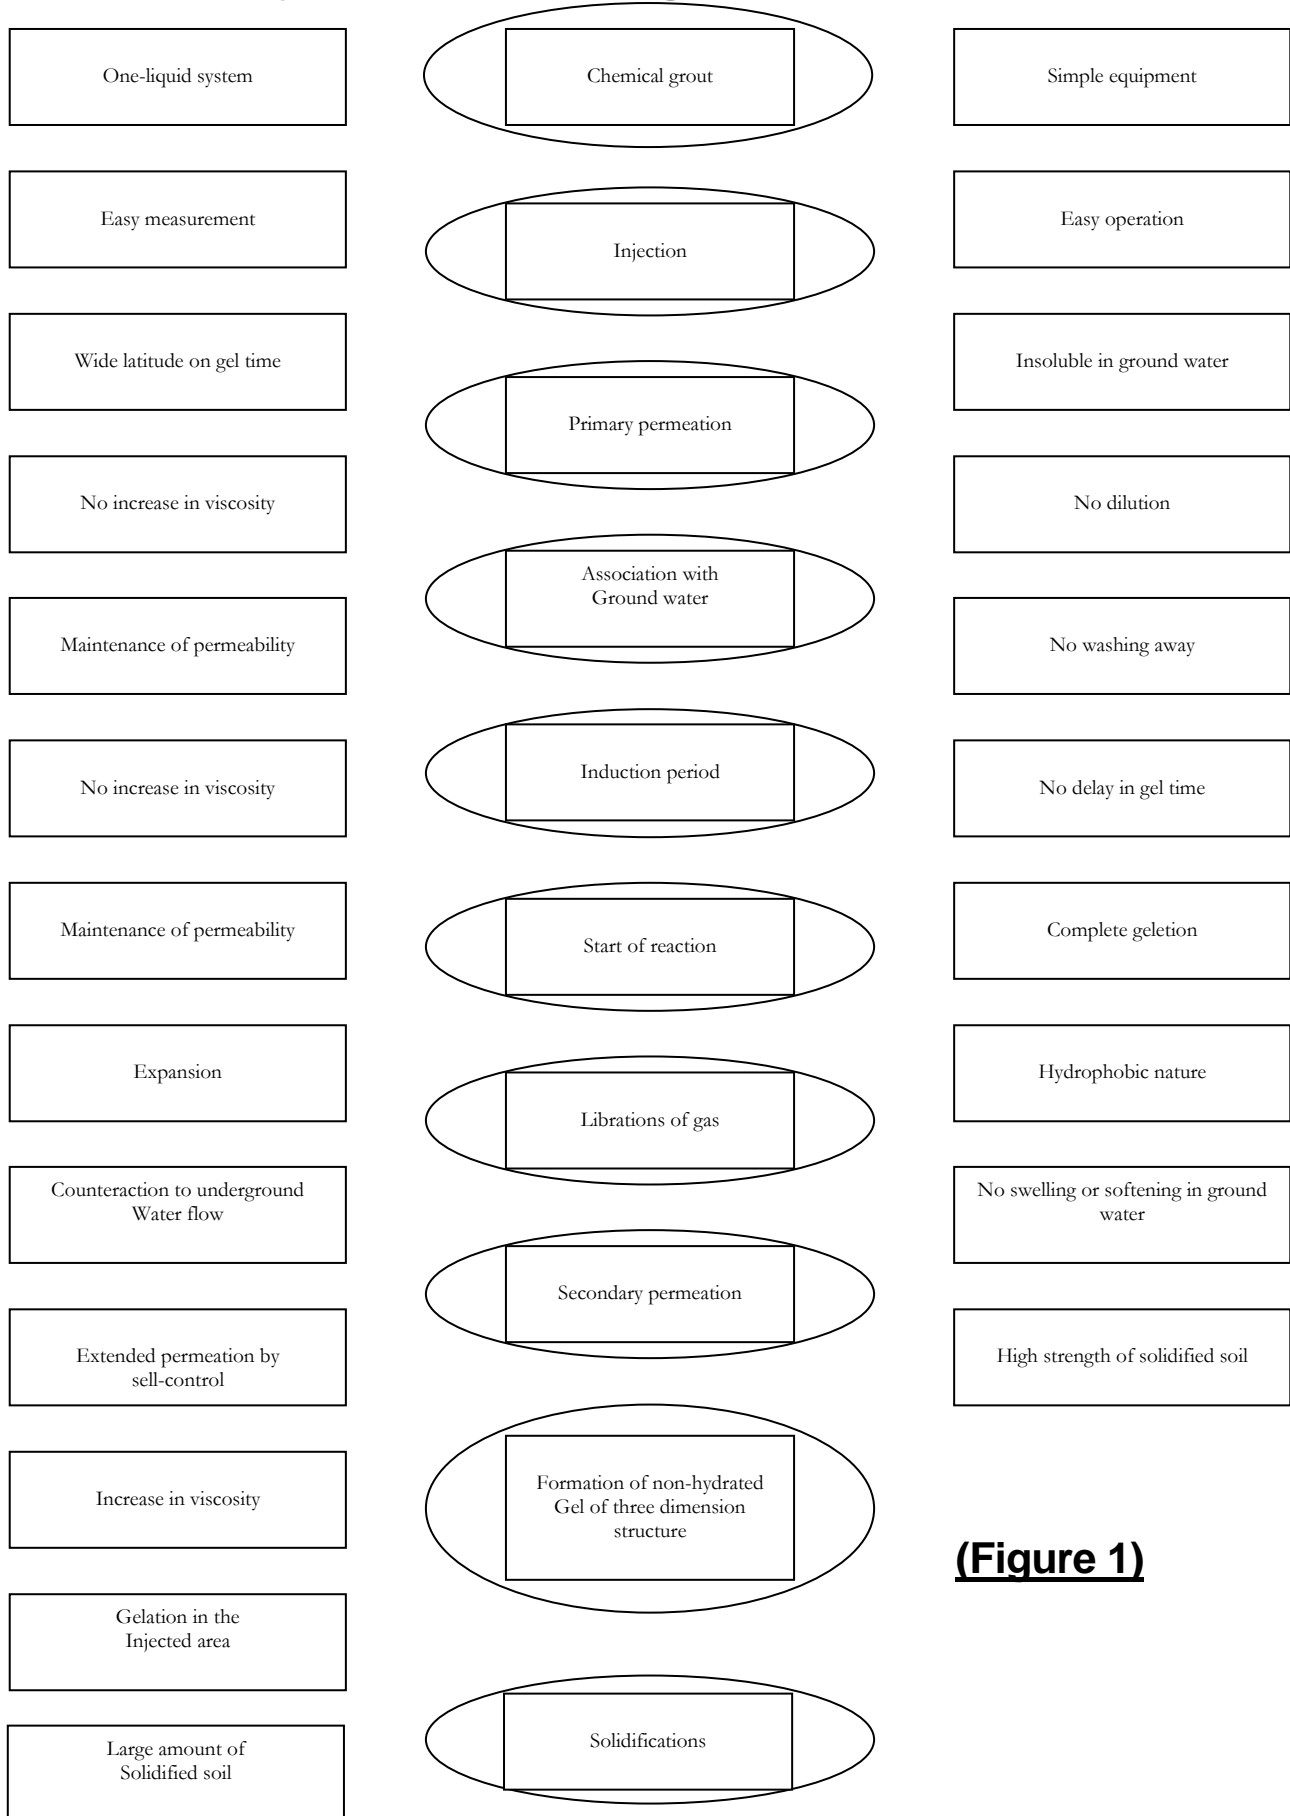 One-liquid system
Chemical grout
Simple equipment
Easy measurement
Injection
Easy operation
Wide latitude on gel time
Primary permeation
Insoluble in ground water
No increase in viscosity
Association with
Ground water
No dilution
Maintenance of permeability
No washing away
No increase in viscosity
Induction period
No delay in gel time
Maintenance of permeability
Start of reaction
Complete geletion
Expansion
Librations of gas
Hydrophobic nature
Counteraction to underground
Water flow
Secondary permeation
No swelling or softening in ground
water
Extended permeation by
sell-control
High strength of solidified soil
Increase in viscosity
Formation of non-hydrated
Gel of three dimension
structure
(Figure 1)
Gelation in the
Injected area
Solidifications
Large amount of
Solidified soil